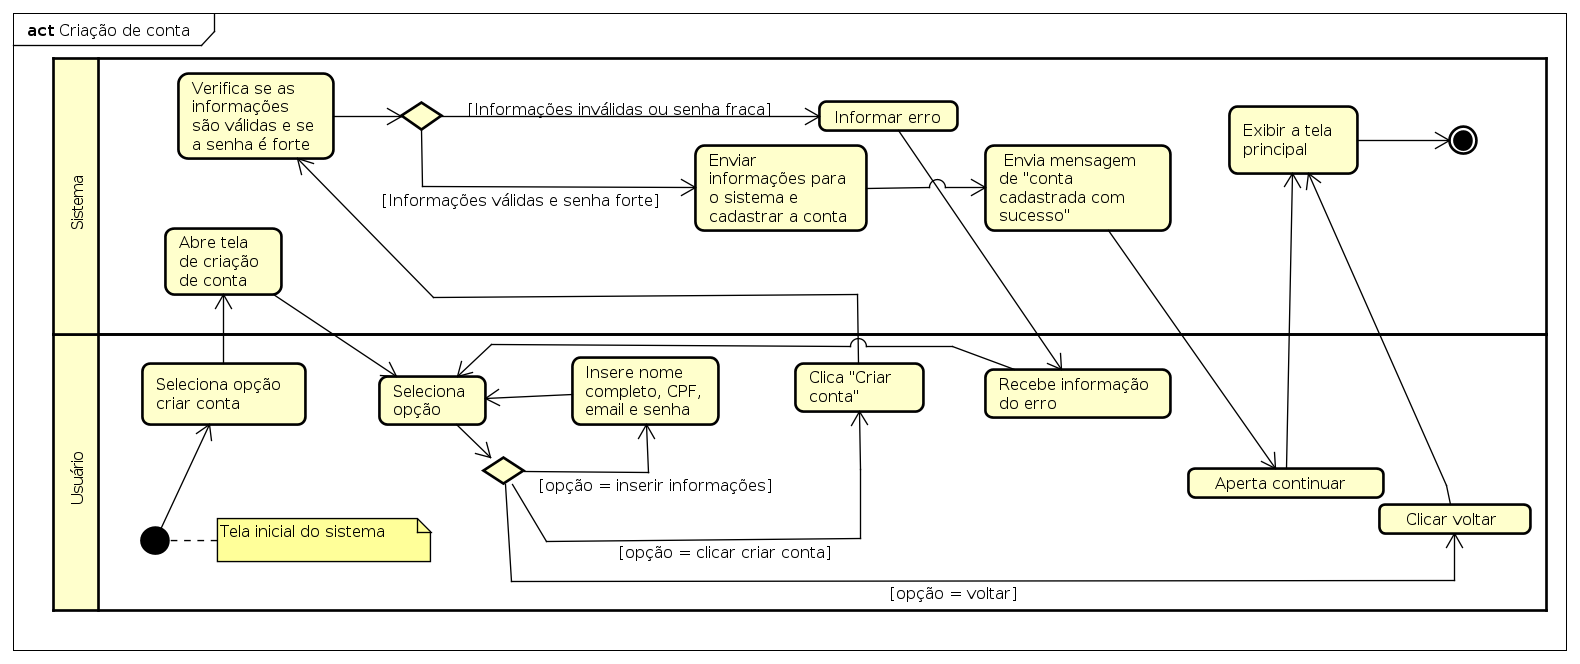 act Criação de conta
Sistema
Verifica se as
informações
são válidas e se
a senha é forte
[Informações inválidas ou senha fraca]
Informar erro
Exibir a tela
principal
Enviar
informações para
o sistema e
cadastrar a conta
Envia mensagem
de "conta
cadastrada com
sucesso"
[Informações válidas e senha forte]
Abre tela
de criação
de conta
Usuário
Seleciona opção
criar conta
Seleciona
opção
Insere nome
completo, CPF,
email e senha
Clica "Criar
conta"
Recebe informação
do erro
[opção = inserir informações]
Aperta continuar
Clicar voltar
Tela inicial do sistema
[opção = clicar criar conta]
[opção = voltar]